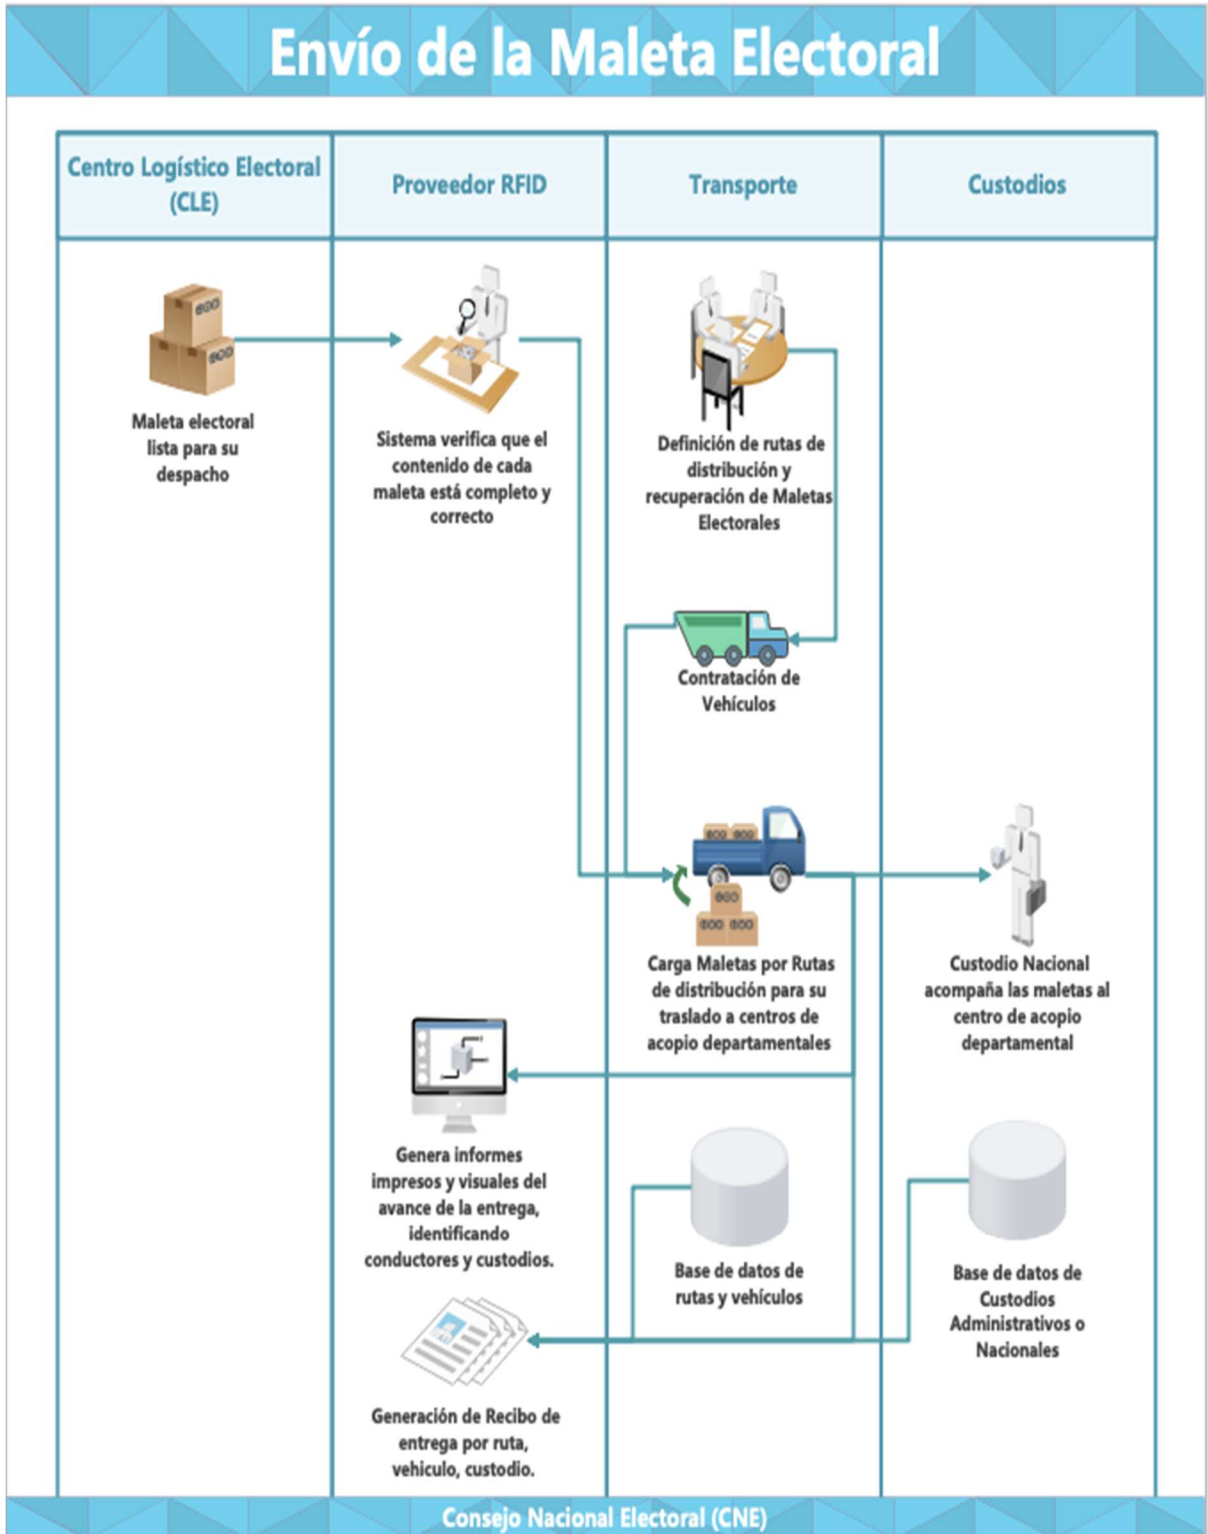 Envío de la Maleta Electoral
Centro Logístico Electoral
(CLE)
Proveedor RFID
Transporte
Custodios
Maleta electoral
lista para su
despacho
Sistema verifica que el
contenido de cada
maleta está completo y
correcto
Definición de rutas de
distribución y
recuperación de Maletas
Electorales
Contratación de
Vehículos
Carga Maletas por Rutas
de distribución para su
traslado a centros de
acopio departamentales
Custodio Nacional
acompaña las maletas al
centro de acopio
departamental
Genera informes
impresos y visuales del
avance de la entrega,
identificando
conductores y custodios.
Base de datos de
rutas y vehículos
Base de datos de
Custodios
Administrativos o
Nacionales
Generación de Recibo de
entrega por ruta,
vehiculo, custodio.
Consejo Nacional Electoral (CNE)